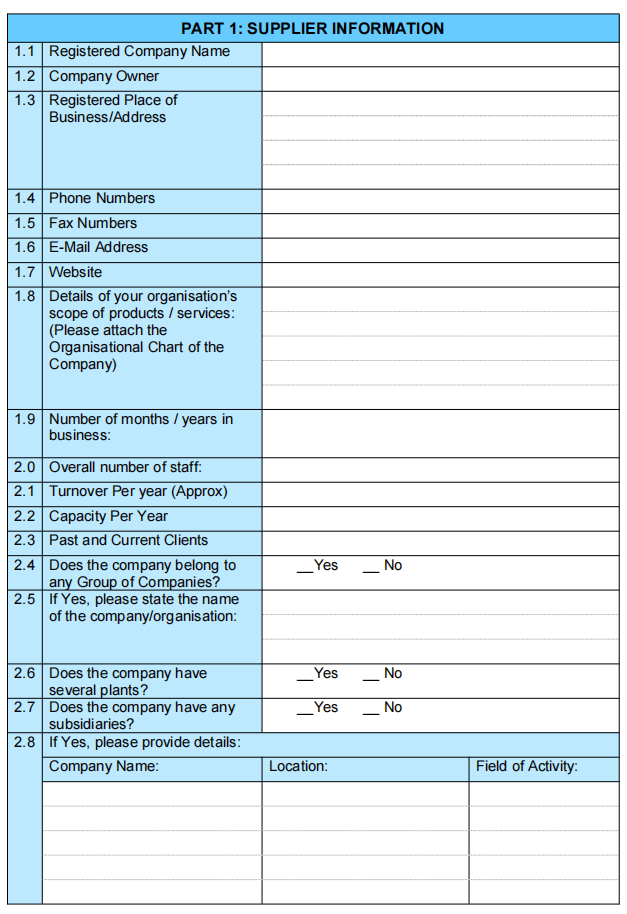 PART 1: SUPPLIER INFORMATION
1.1 Registered Company Name
1.2 Company Owner
1.3 Registered Place of
Business/Address
1.4 Phone Numbers
1.5 Fax Numbers
1.6 E-Mail Address
1.7 Website
1.8 Details of your organisation's
scope of products / services:
(Please attach the
Organisational Chart of the
Company)
1.9 Number of months / years in
business:
2.0 Overall number of staff:
2.1 Turnover Per year (Approx)
2.2 Capacity Per Year
2.3 Past and Current Clients
2.4 Does the company belong to __Yes __ No
any Group of Companies?
2.5 If Yes, please state the name
of the company/organisation:
2.6 Does the company have __Yes __ No
several plants?
2.7 Does the company have any __Yes __ No
subsidiaries?
2.8 If Yes, please provide details:
Company Name: Location: Field of Activity: